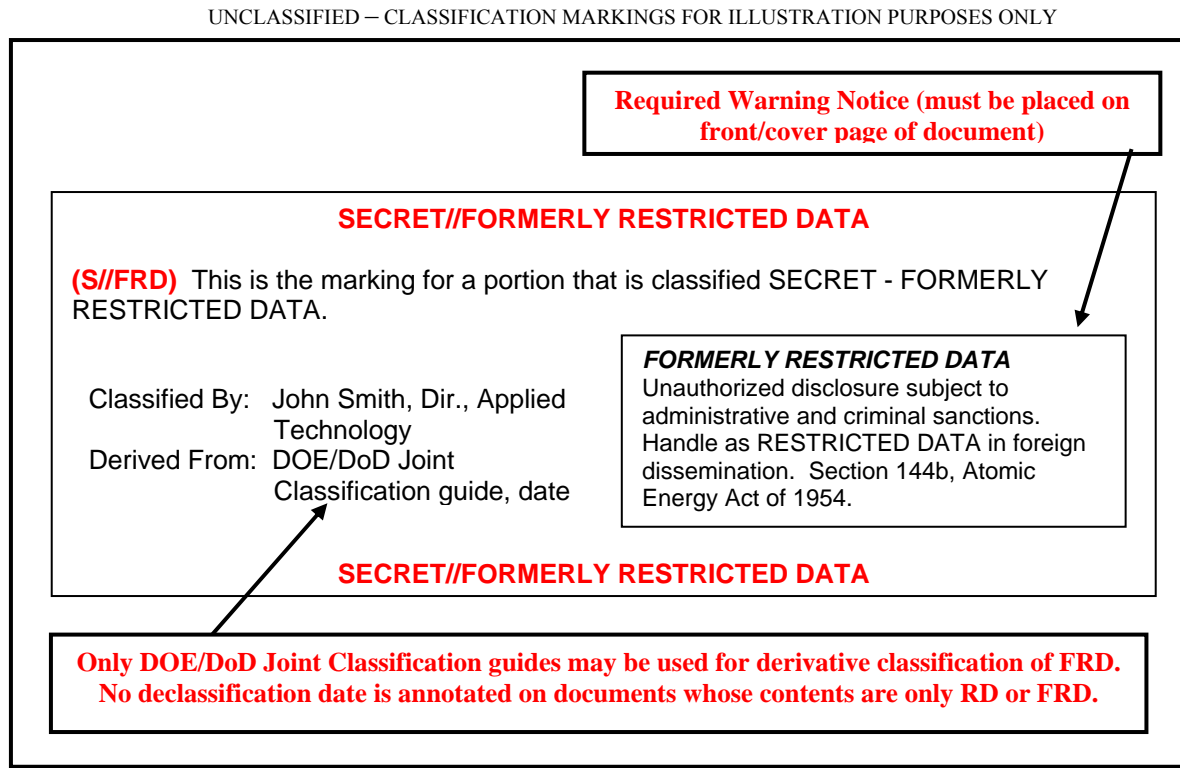 UNCLASSIFIED – CLASSIFICATION MARKINGS FOR ILLUSTRATION PURPOSES ONLY
Required Warning Notice (must be placed on
front/cover page of document)
SECRET//FORMERLY RESTRICTED DATA
(S//FRD) This is the marking for a portion that is classified SECRET - FORMERLY
RESTRICTED DATA.
Classified By: John Smith, Dir., Applied
Technology
Derived From: DOE/DoD Joint
Classification guide, date
FORMERLY RESTRICTED DATA
Unauthorized disclosure subject to
administrative and criminal sanctions.
Handle as RESTRICTED DATA in foreign
dissemination. Section 144b, Atomic
Energy Act of 1954.
SECRET//FORMERLY RESTRICTED DATA
Only DOE/DoD Joint Classification guides may be used for derivative classification of FRD.
No declassification date is annotated on documents whose contents are only RD or FRD.